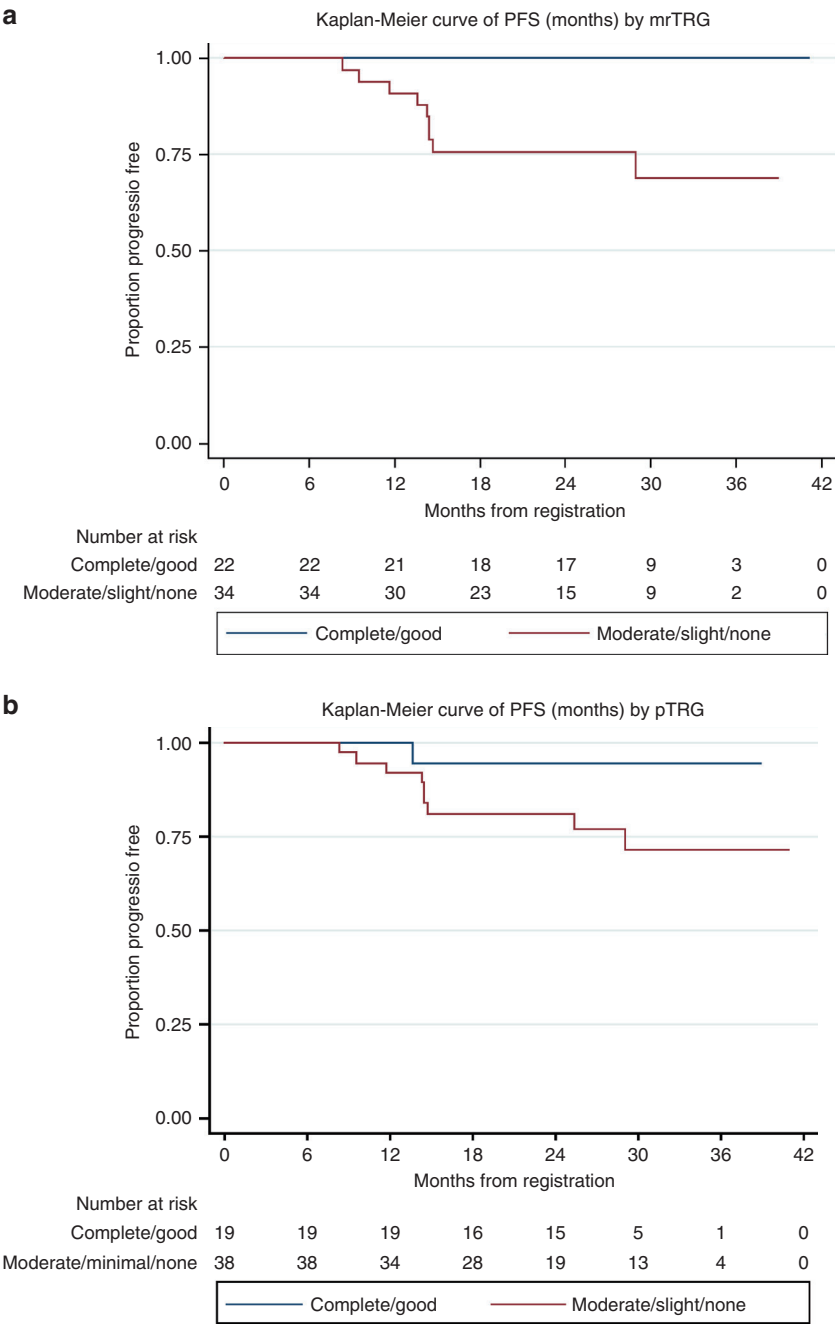 a
Kaplan-Meier curve of PFS (months) by mrTRG
1.00
0.75
0.50
0.25
0.00
Proportion progressio free
0 6 12 18 24 30 36 42
Months from registration
Number at risk
Complete/good 22 22 21 18 17 9 3 0
Moderate/slight/none 34 34 30 23 15 9 2 0
Complete/good Moderate/slight/none
b
Kaplan-Meier curve of PFS (months) by pTRG
1.00
0.75
0.50
0.25
0.00
Proportion progressio free
0 6 12 18 24 30 36 42
Months from registration
Number at risk
Complete/good 19 19 19 16 15 5 1 0
Moderate/minimal/none 38 38 34 28 19 13 4 0
Complete/good Moderate/slight/none